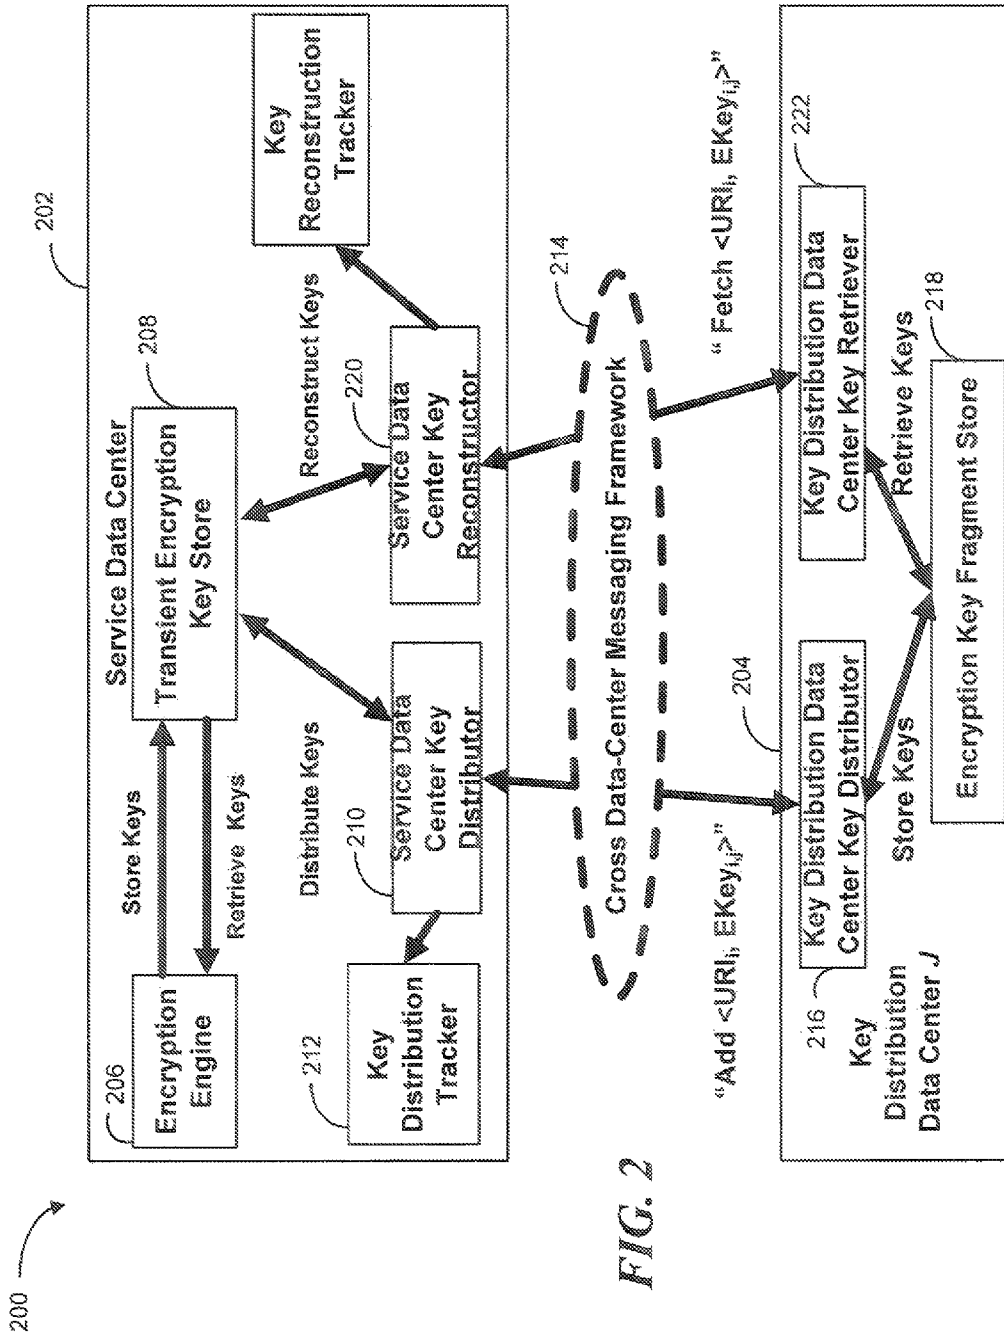 200
202
Service Data Center
206
Encryption
Engine
Store Keys
Retrieve Keys
208
Transient Encryption
Key Store
212
Key
Distribution
Tracker
210
Distribute Keys
Service Data
Center Key
Distributor
220
Reconstruct Keys
Service Data
Center Key
Reconstructor
Key
Reconstruction
Tracker
214
Cross Data-Center Messaging Framework
“Add <URIi, EKeyi,j>”
“ Fetch <URIi, EKeyi,j>”
204
216
Key Distribution Data
Center Key Distributor
222
Key Distribution Data
Center Key Retriever
Store Keys
Retrieve Keys
218
Encryption Key Fragment Store
Key
Distribution
Data Center J
FIG. 2